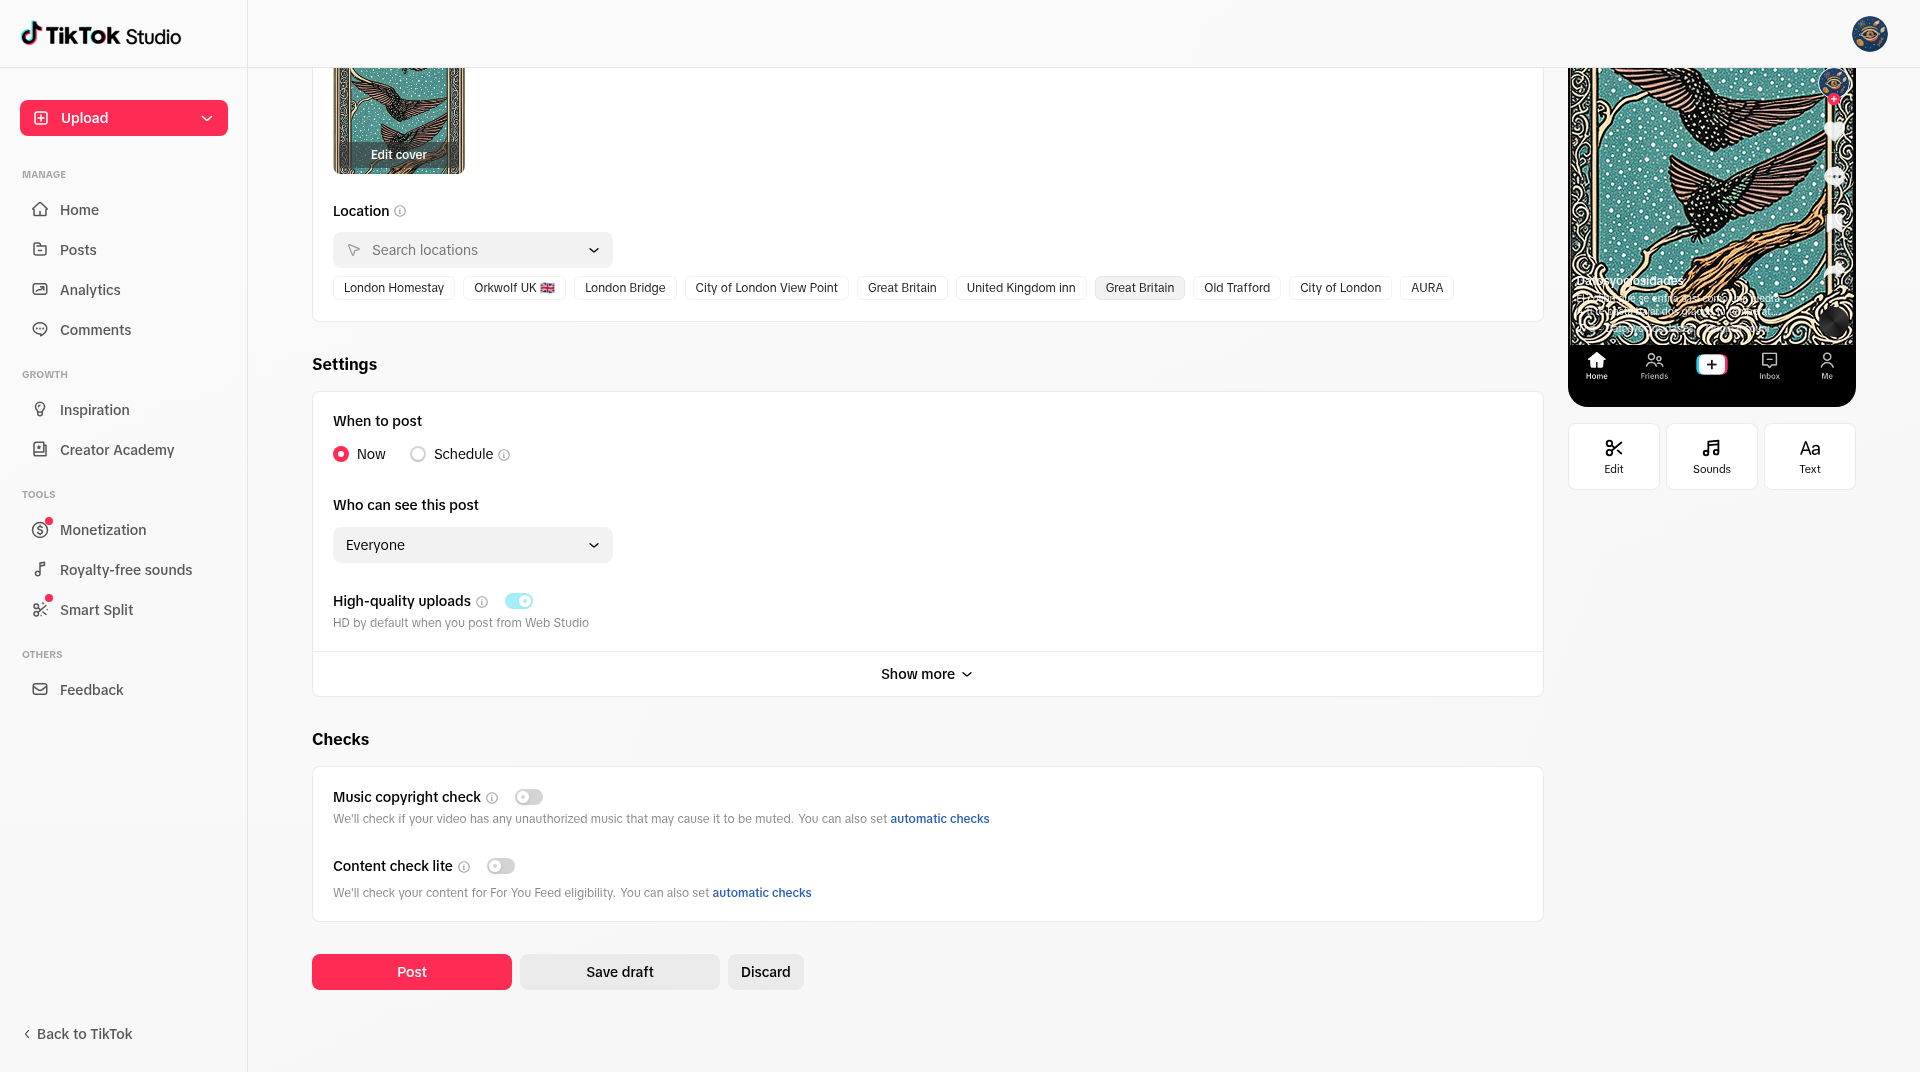 TikTok Studio
Upload
MANAGE
Home
Posts
Analytics
Comments
GROWTH
Inspiration
Creator Academy
TOOLS
Monetization
Royalty-free sounds
Smart Split
OTHERS
Feedback
Back to TikTok
Edit cover
Location
Search locations
London Homestay
Orkwolf UK 🇬🇧
London Bridge
City of London View Point
Great Britain
United Kingdom inn
Great Britain
Old Trafford
City of London
AURA
Settings
When to post
Now
Schedule
Who can see this post
Everyone
High-quality uploads
HD by default when you post from Web Studio
Show more
Checks
Music copyright check
We'll check if your video has any unauthorized music that may cause it to be muted. You can also set automatic checks
Content check lite
We'll check your content for For You Feed eligibility. You can also set automatic checks
Post
Save draft
Discard
Home
Friends
Inbox
Me
Edit
Sounds
Aa
Text